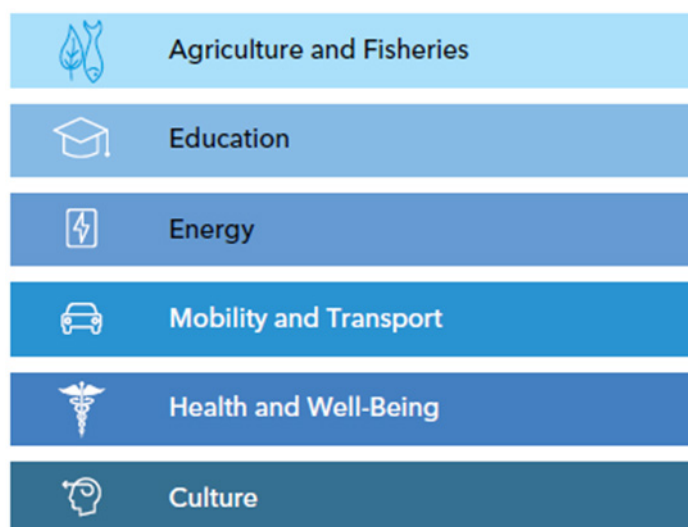 Agriculture and Fisheries
Education
Energy
Mobility and Transport
Health and Well-Being
Culture